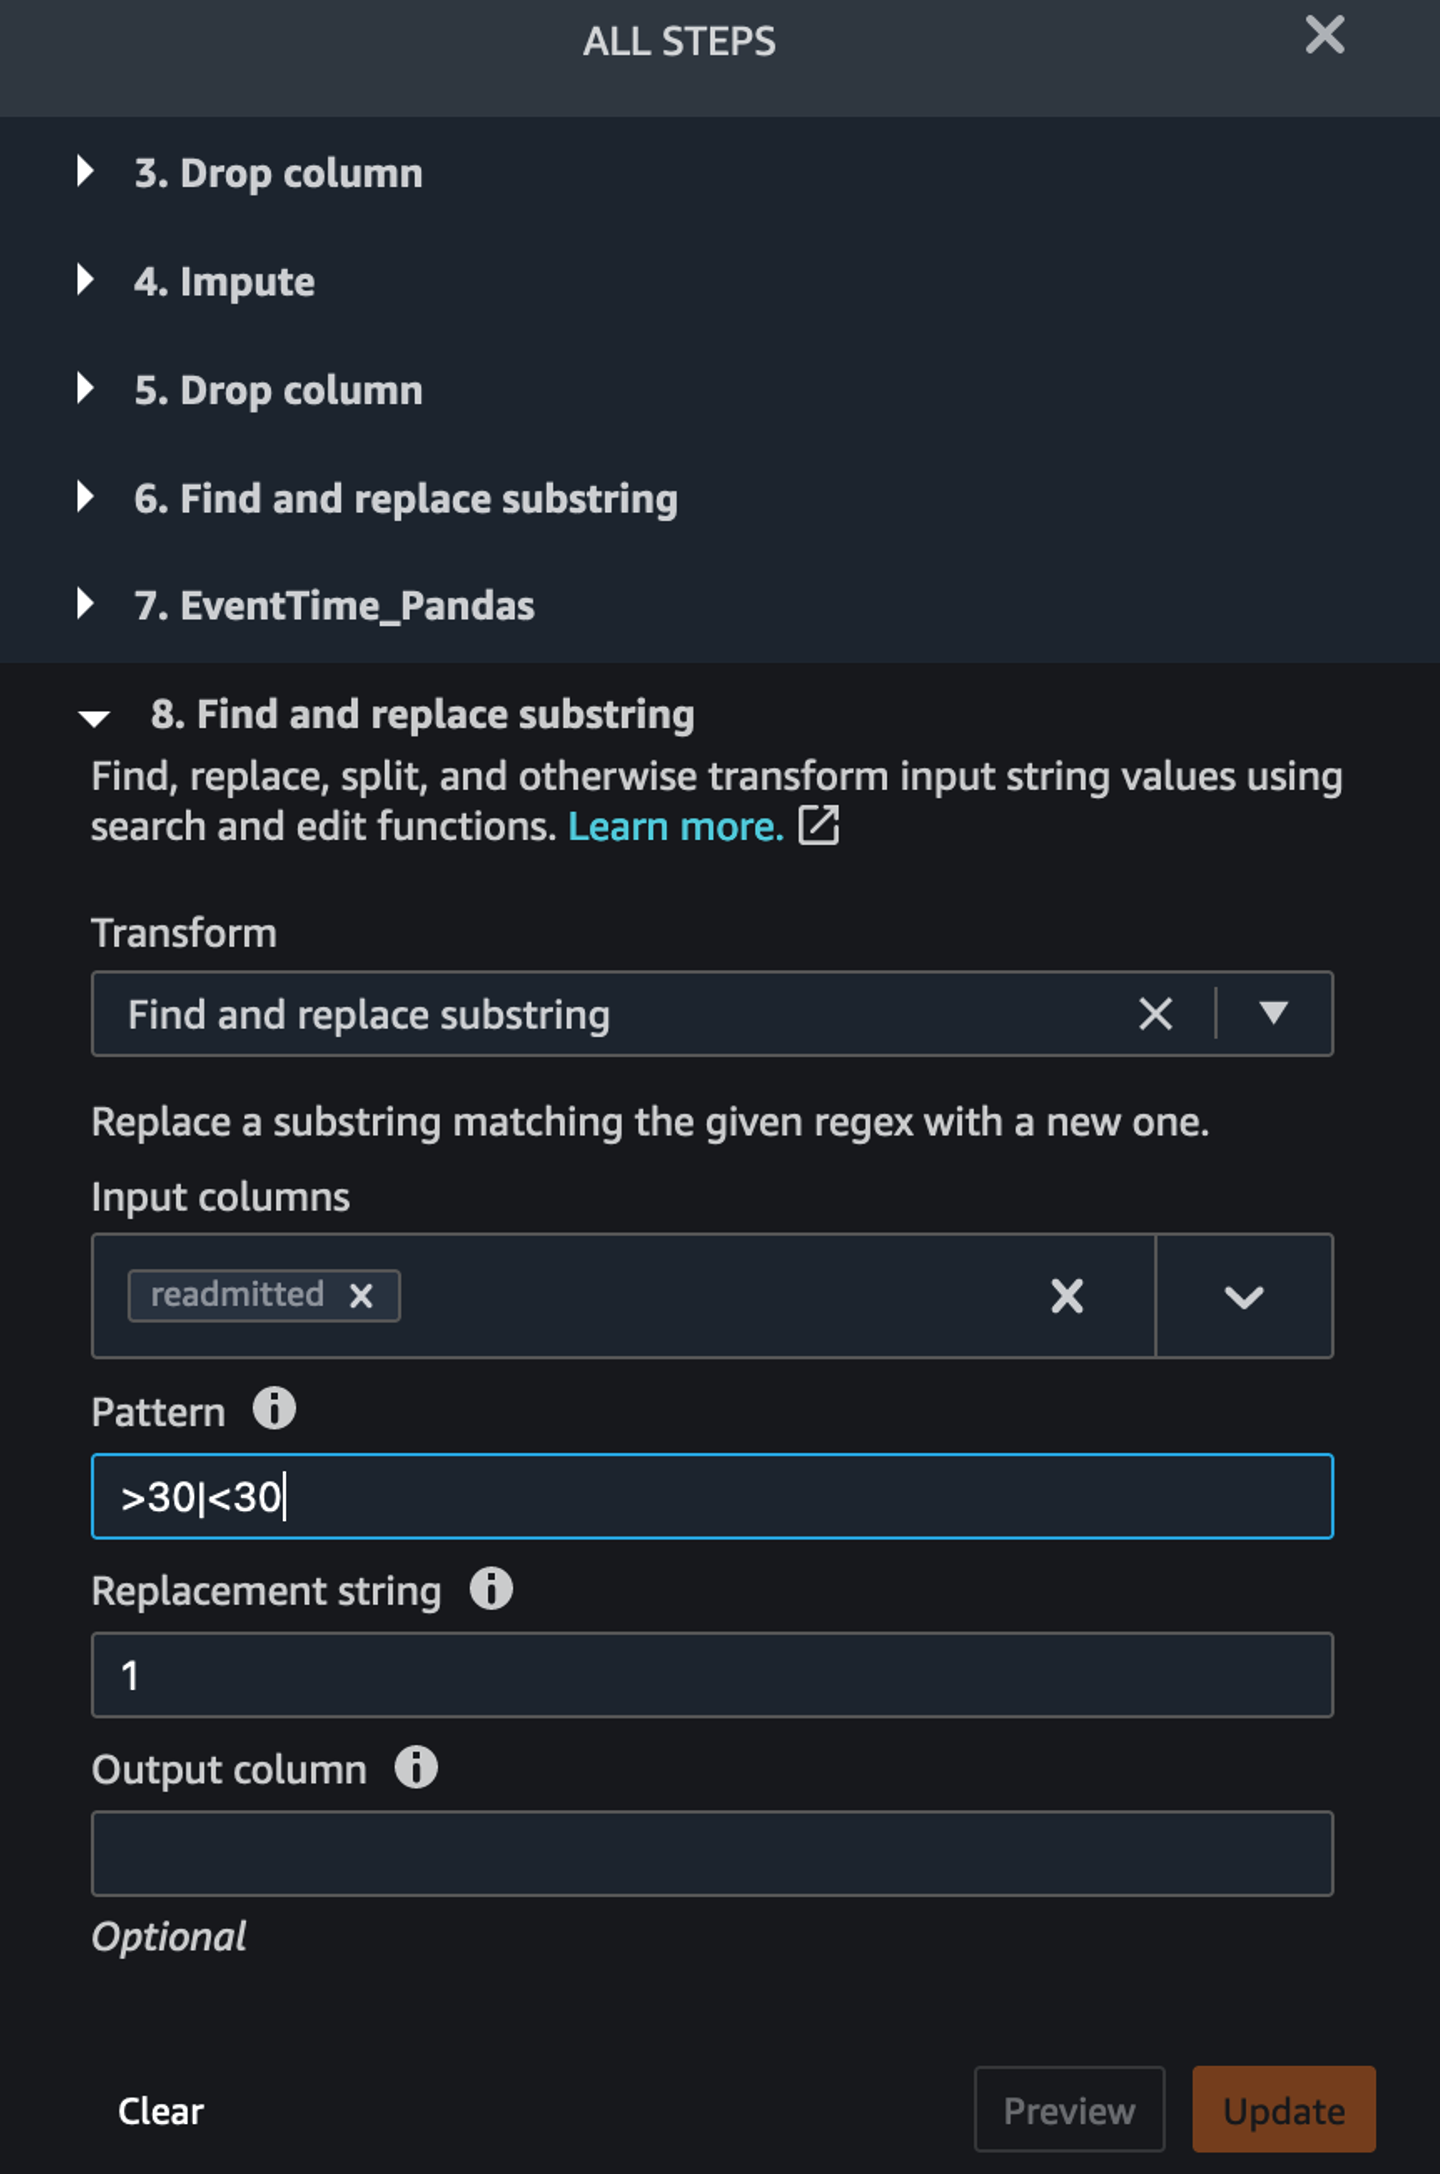 ALL STEPS
3. Drop column
4. Impute
5. Drop column
6. Find and replace substring
7. EventTime_Pandas
8. Find and replace substring
Find, replace, split, and otherwise transform input string values using
search and edit functions. Learn more.
Transform
Find and replace substring
Replace a substring matching the given regex with a new one.
Input columns
readmitted
Pattern
>30|<30
Replacement string
1
Output column
Optional
Clear
Preview
Update